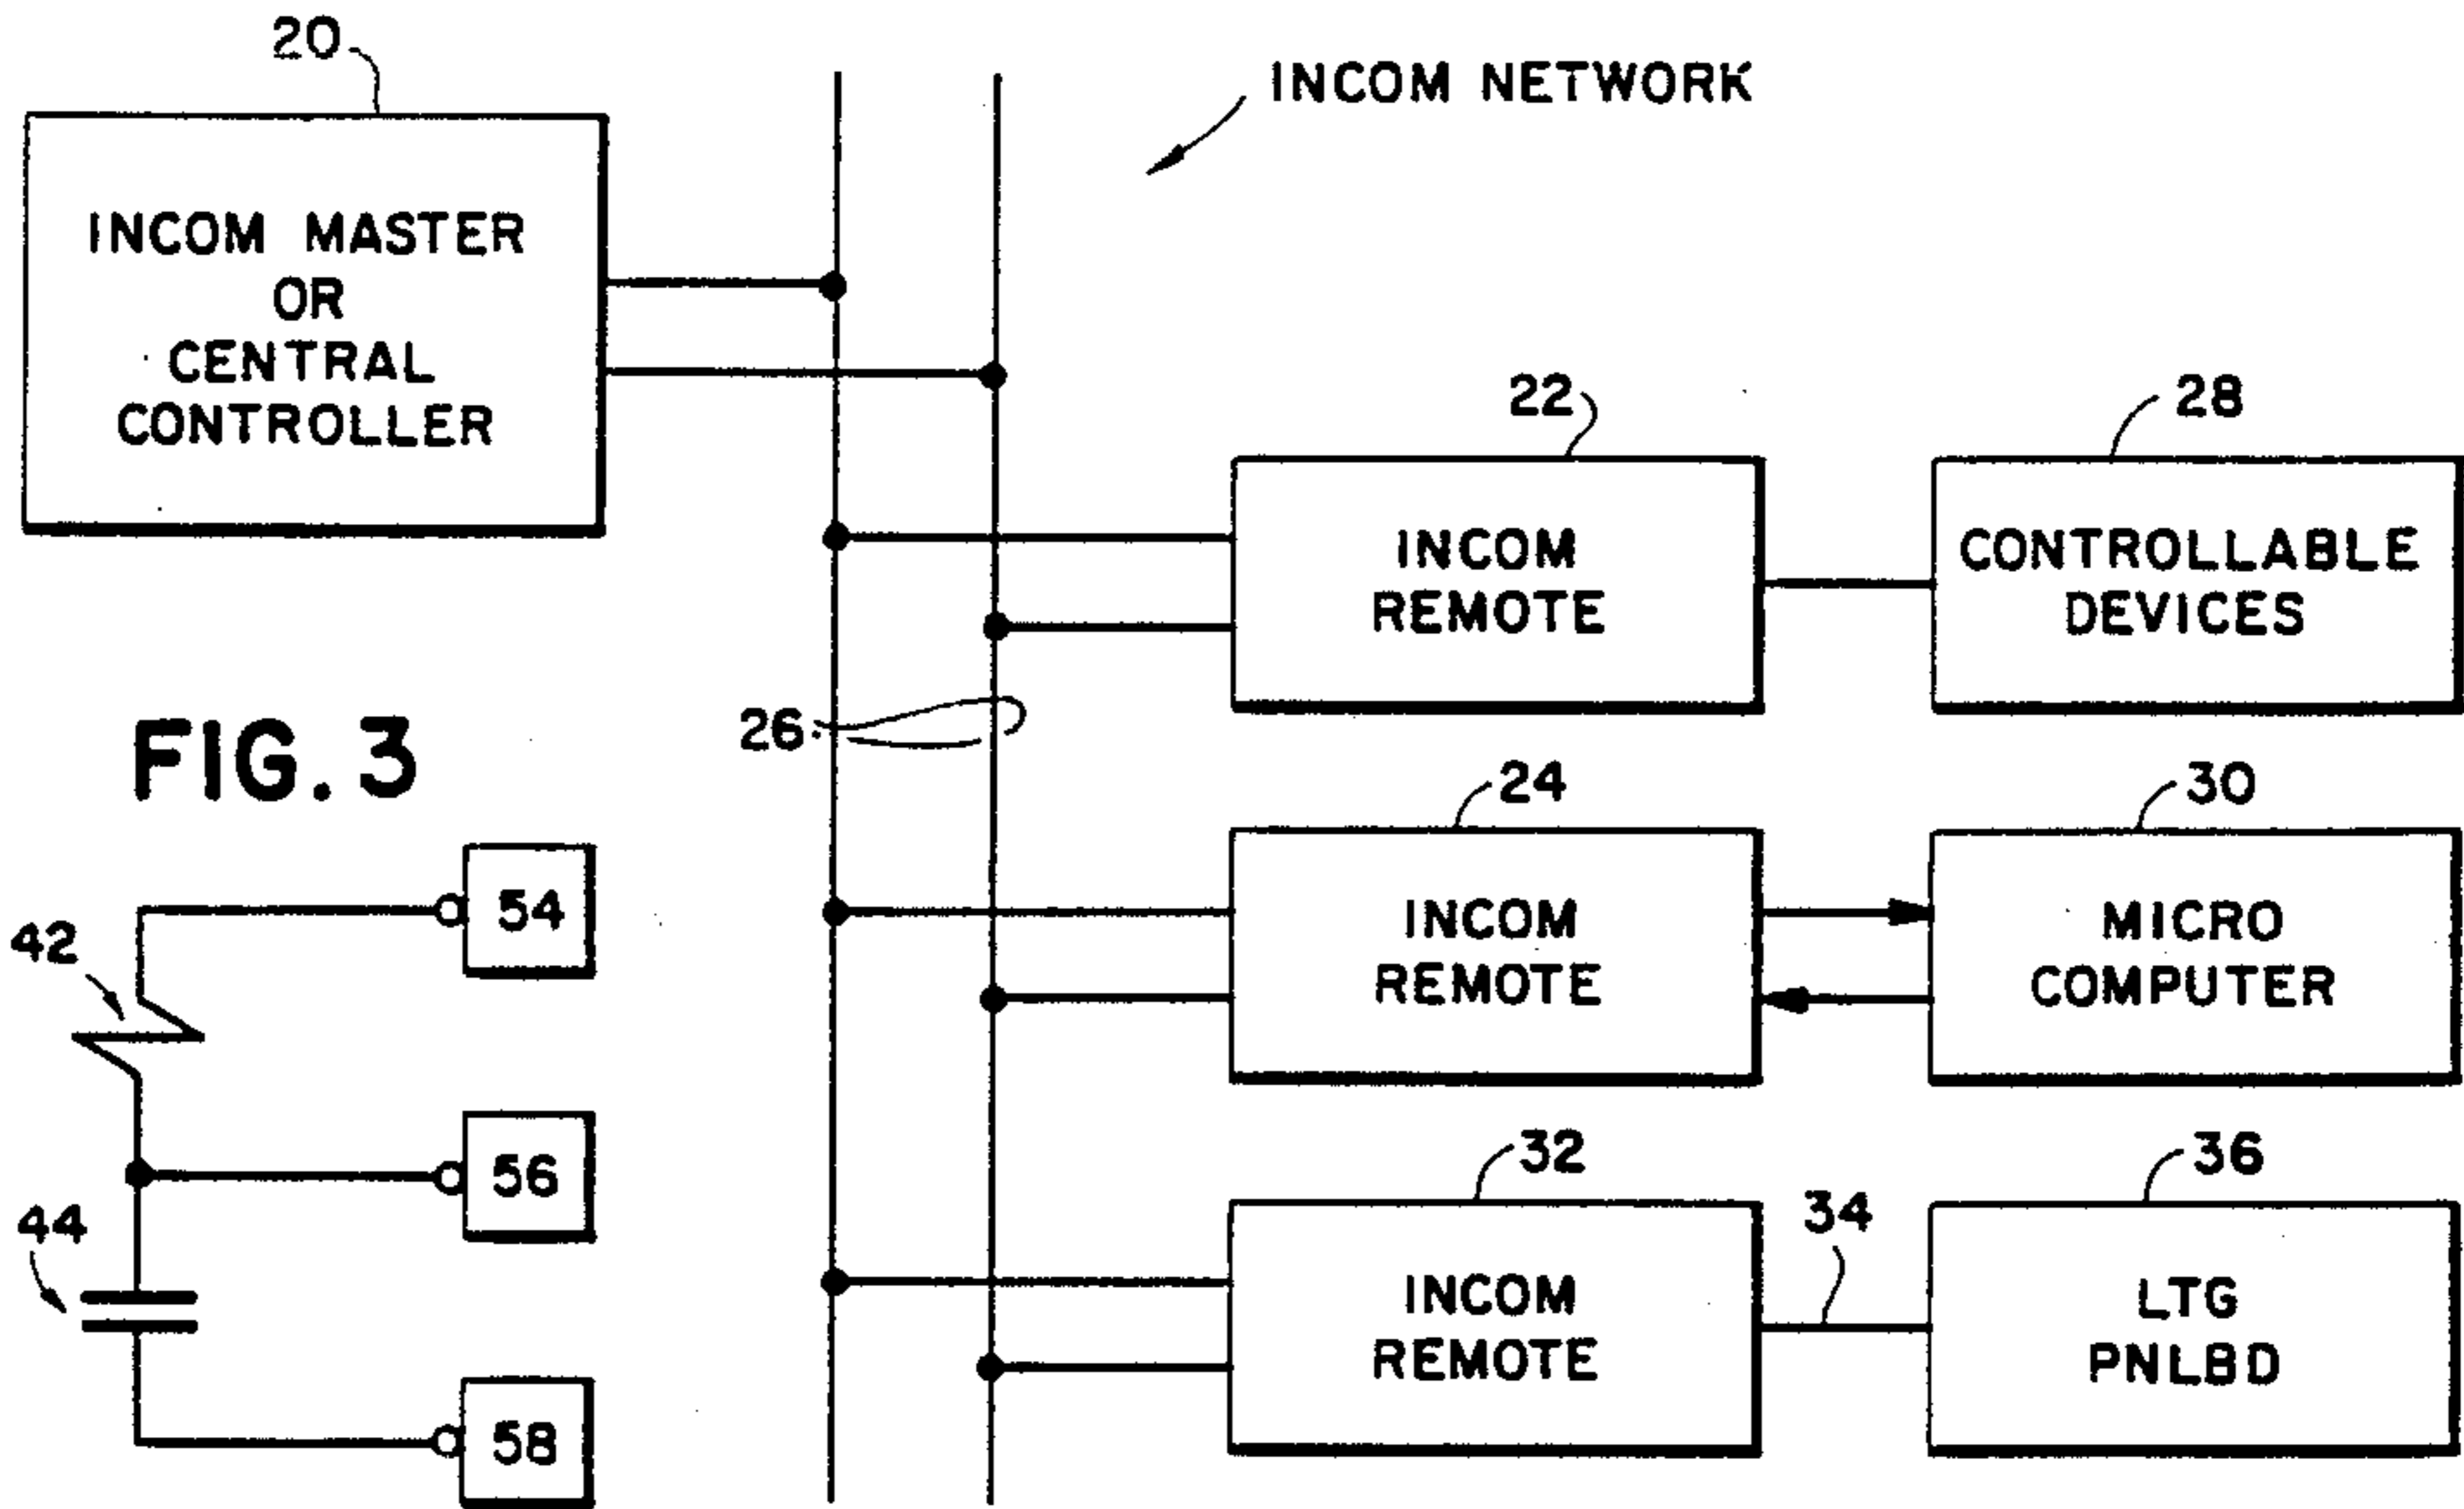 20
INCOM NETWORK
INCOM MASTER
OR
CENTRAL
CONTROLLER
22
28
INCOM
REMOTE
CONTROLLABLE
DEVICES
26
FIG. 3
24
30
INCOM
REMOTE
MICRO
COMPUTER
42
54
56
44
58
32
34
36
INCOM
REMOTE
LTG
PNLBD